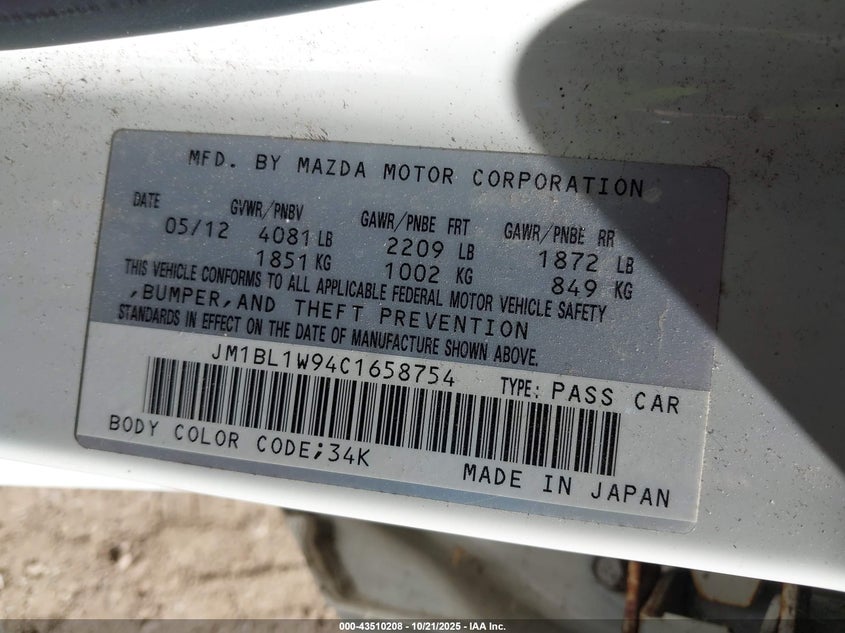 MFD. BY MAZDA MOTOR CORPORATION
DATE GVWR/PNBV GAWR/PNBE FRT GAWR/PNBE RR
05/12 4081 LB 2209 LB 1872 LB
1851 KG 1002 KG 849 KG
THIS VEHICLE CONFORMS TO ALL APPLICABLE FEDERAL MOTOR VEHICLE SAFETY
,BUMPER,AND THEFT PREVENTION
STANDARDS IN EFFECT ON THE DATE OF MANUFACTURE SHOWN ABOVE.
JM1BL1W94C1658754 TYPE: PASS CAR
BODY COLOR CODE;34K
MADE IN JAPAN
000-43510208 - 10/21/2025 - IAA Inc.